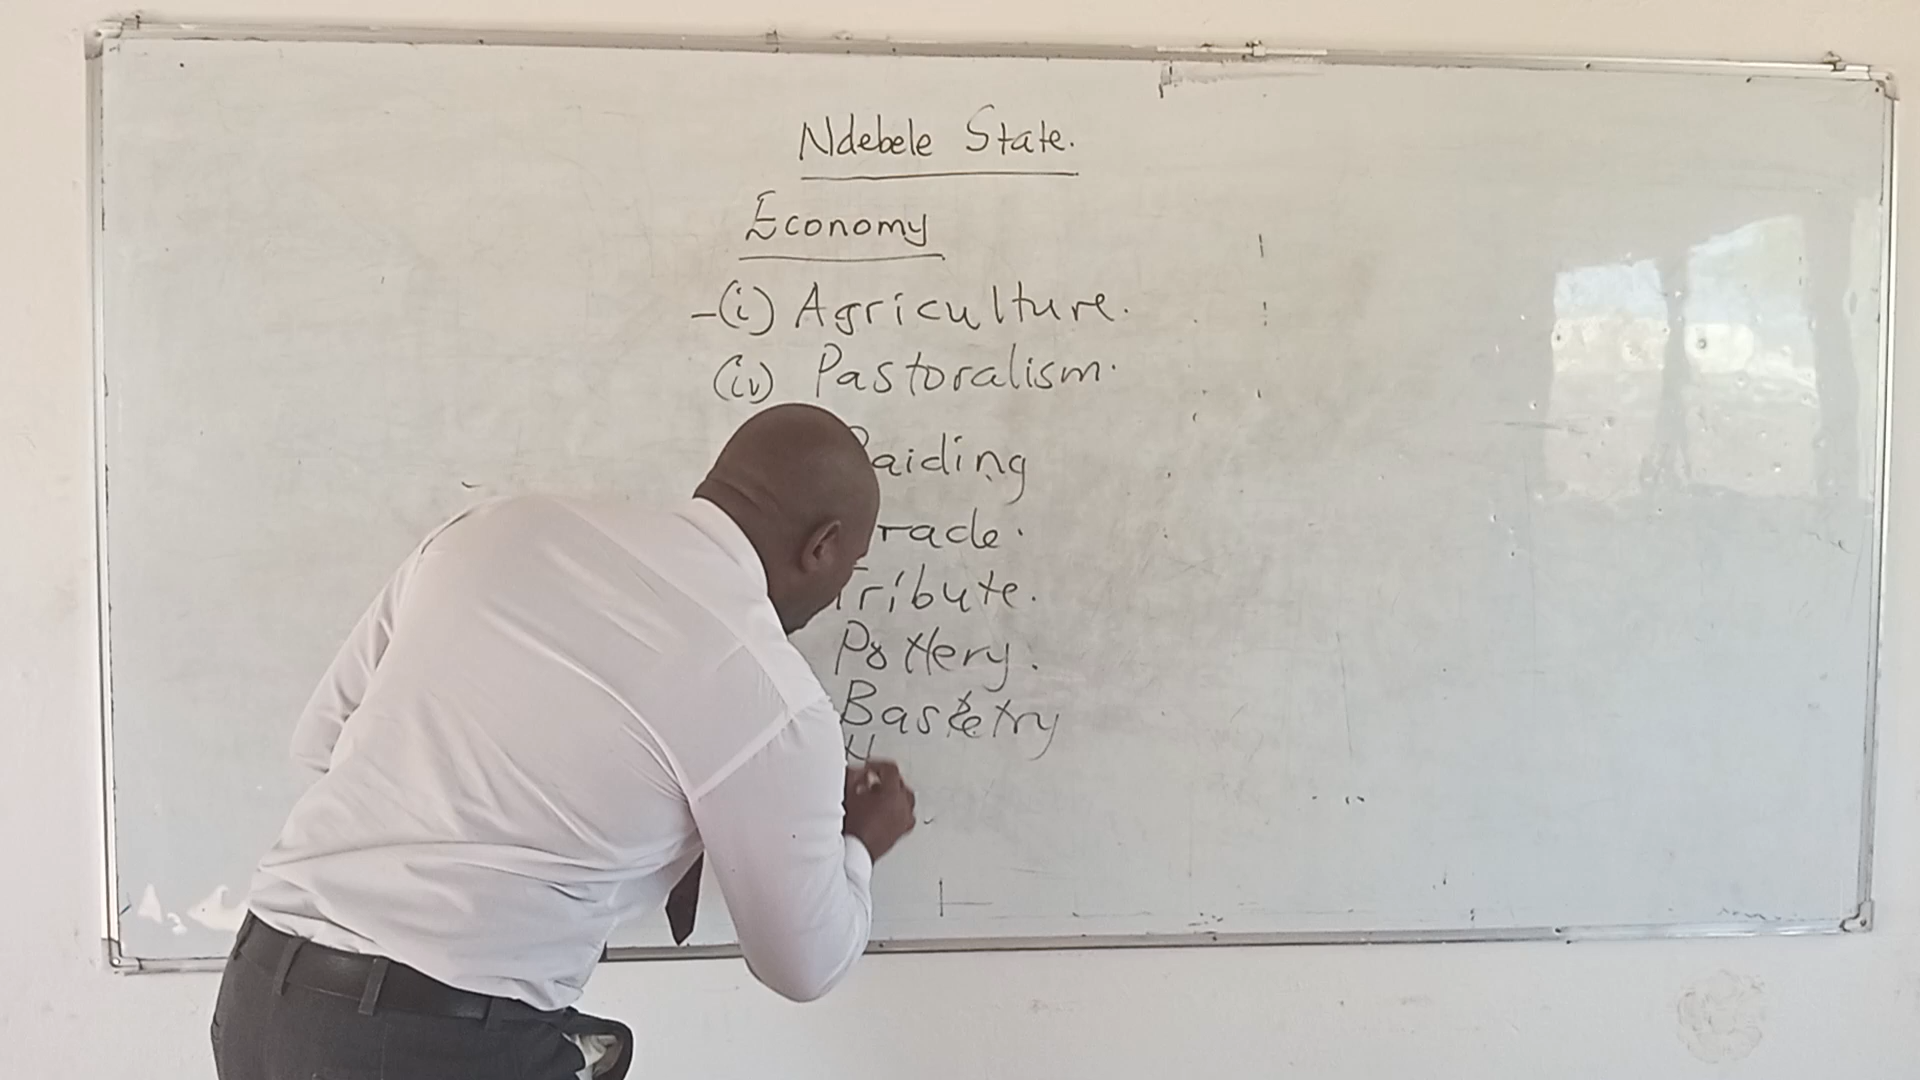 Ndebele State.
Economy
-(i) Agriculture.
(iv) Pastoralism.
Raiding
Trade.
Tribute.
Pottery.
Basketry